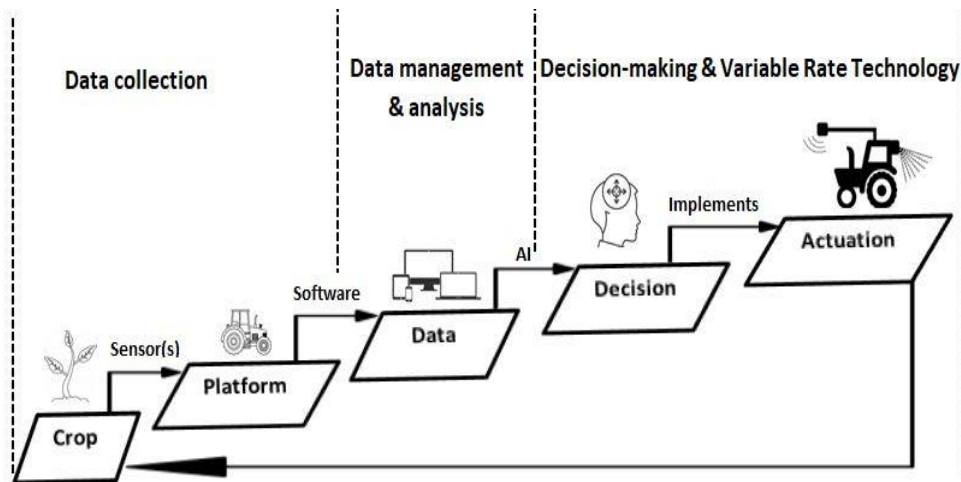 Data collection
Data management
& analysis
Decision-making & Variable Rate Technology
Implements
Actuation
AI
Decision
Software
Data
Sensor(s)
Platform
Crop